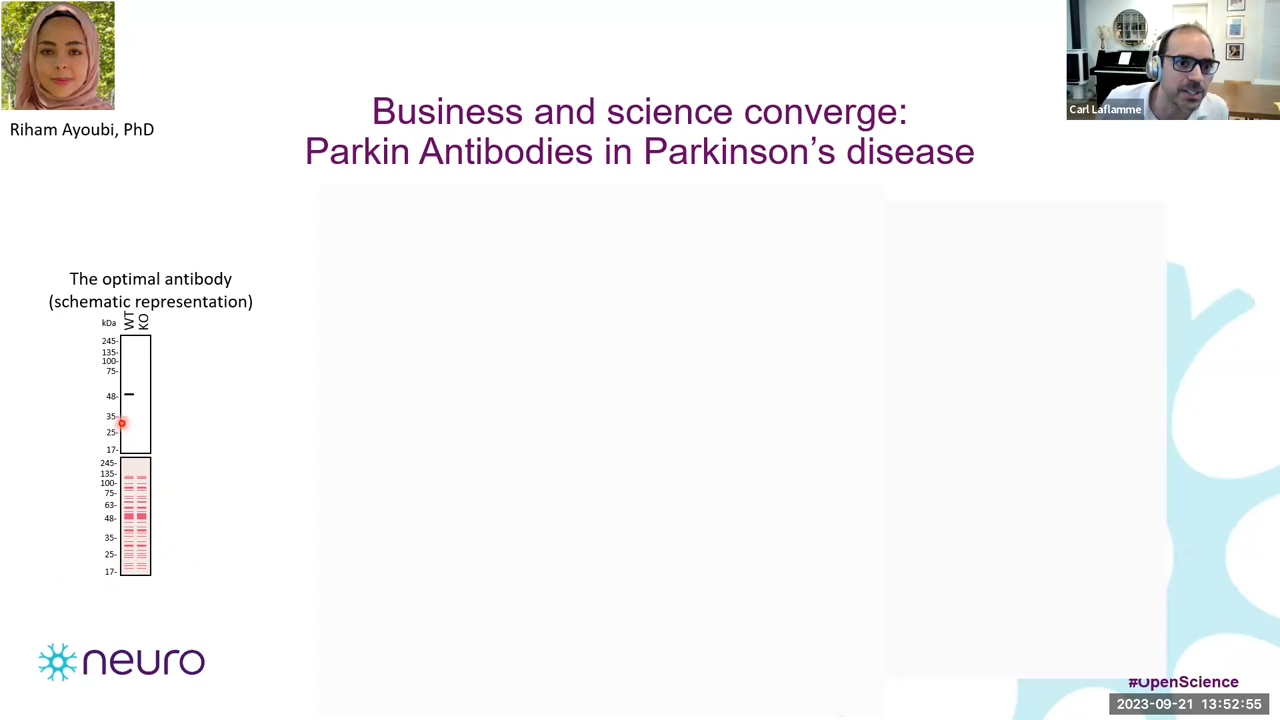 Riham Ayoubi, PhD
Carl Laflamme
Business and science converge:
Parkin Antibodies in Parkinson's disease
The optimal antibody
(schematic representation)
kDa WT KO
245-
135-
100-
75-
48-
35-
25-
17-
245-
135-
100-
75-
63-
48-
35-
25-
17-
neuro
#OpenScience
2023-09-21 13:52:55